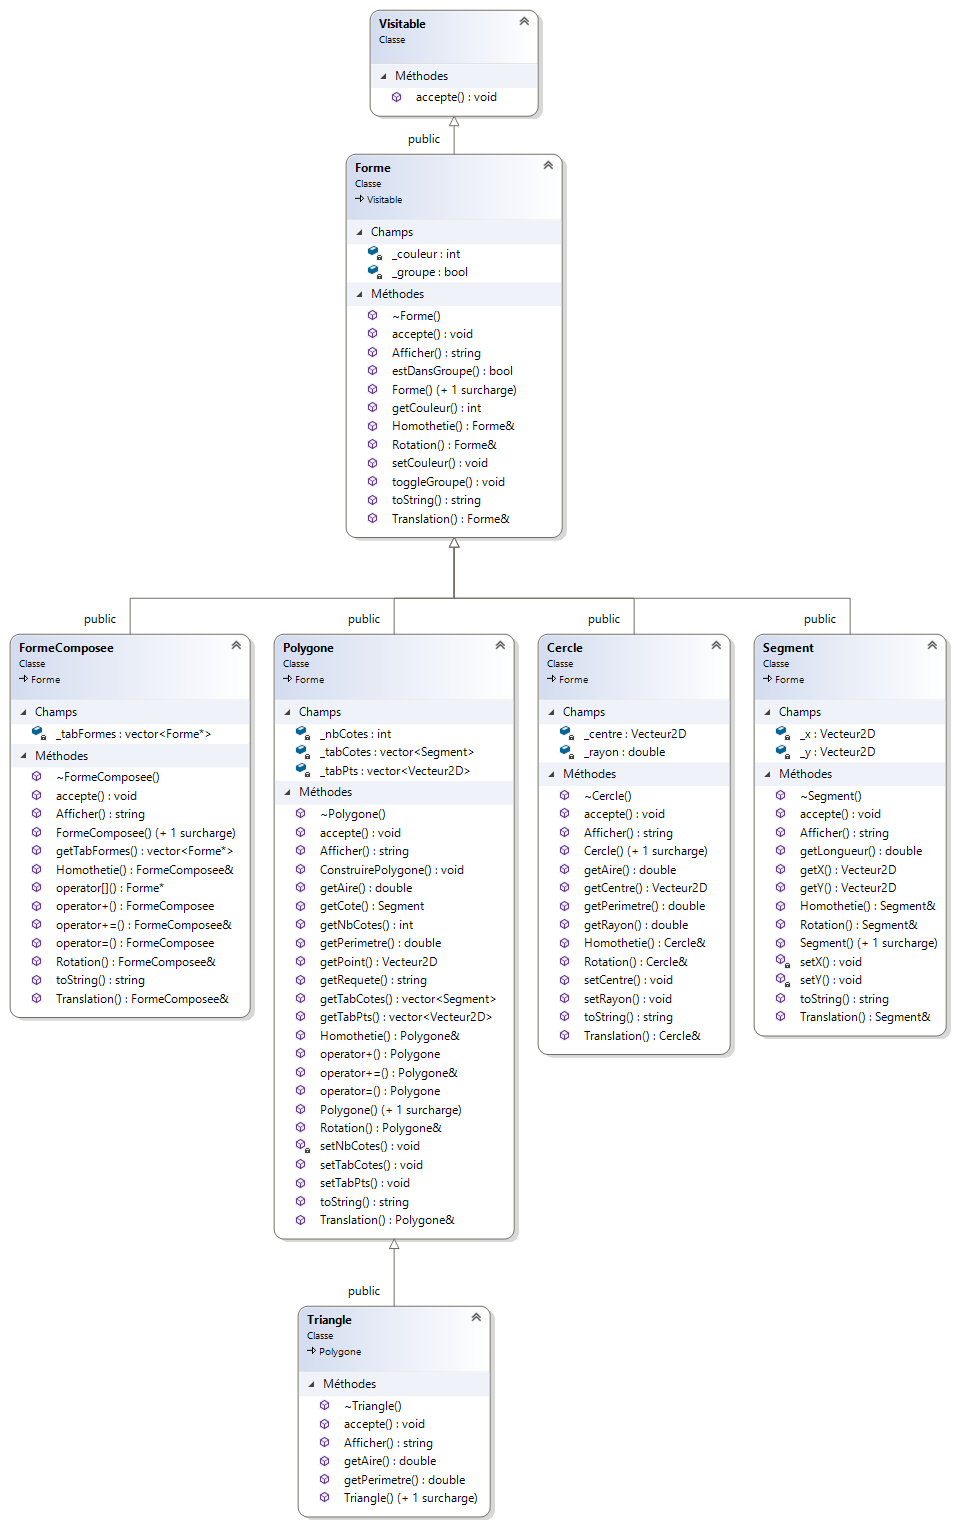 Visitable
Classe
Méthodes
accepte() : void
public
Forme
Classe
Visitable
Champs
_couleur : int
_groupe : bool
Méthodes
~Forme()
accepte() : void
Afficher() : string
estDansGroupe() : bool
Forme() (+ 1 surcharge)
getCouleur() : int
Homothetie() : Forme&
Rotation() : Forme&
setCouleur() : void
toggleGroupe() : void
toString() : string
Translation() : Forme&
public
FormeComposee
Classe
Forme
Champs
_tabFormes : vector<Forme*>
Méthodes
~FormeComposee()
accepte() : void
Afficher() : string
FormeComposee() (+ 1 surcharge)
getTabFormes() : vector<Forme*>
Homothetie() : FormeComposee&
operator[]() : Forme*
operator+() : FormeComposee
operator+=() : FormeComposee&
operator=() : FormeComposee
Rotation() : FormeComposee&
toString() : string
Translation() : FormeComposee&
public
Polygone
Classe
Forme
Champs
_nbCotes : int
_tabCotes : vector<Segment>
_tabPts : vector<Vecteur2D>
Méthodes
~Polygone()
accepte() : void
Afficher() : string
ConstruirePolygone() : void
getAire() : double
getCote() : Segment
getNbCotes() : int
getPerimetre() : double
getPoint() : Vecteur2D
getRequete() : string
getTabCotes() : vector<Segment>
getTabPts() : vector<Vecteur2D>
Homothetie() : Polygone&
operator+() : Polygone
operator+=() : Polygone&
operator=() : Polygone
Polygone() (+ 1 surcharge)
Rotation() : Polygone&
setNbCotes() : void
setTabCotes() : void
setTabPts() : void
toString() : string
Translation() : Polygone&
public
Cercle
Classe
Forme
Champs
_centre : Vecteur2D
_rayon : double
Méthodes
~Cercle()
accepte() : void
Afficher() : string
Cercle() (+ 1 surcharge)
getAire() : double
getCentre() : Vecteur2D
getPerimetre() : double
getRayon() : double
Homothetie() : Cercle&
Rotation() : Cercle&
setCentre() : void
setRayon() : void
toString() : string
Translation() : Cercle&
public
Segment
Classe
Forme
Champs
_x : Vecteur2D
_y : Vecteur2D
Méthodes
~Segment()
accepte() : void
Afficher() : string
getLongueur() : double
getX() : Vecteur2D
getY() : Vecteur2D
Homothetie() : Segment&
Rotation() : Segment&
Segment() (+ 1 surcharge)
setX() : void
setY() : void
toString() : string
Translation() : Segment&
public
Triangle
Classe
Polygone
Méthodes
~Triangle()
accepte() : void
Afficher() : string
getAire() : double
getPerimetre() : double
Triangle() (+ 1 surcharge)